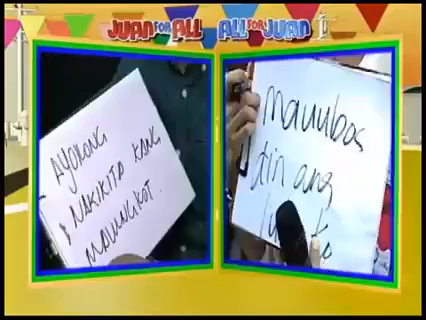 JUAN FOR ALL
ALL FOR JUAN
AYOKONG
NAKIKITA KANG
MALUNGKOT.
Mauubos
din ang